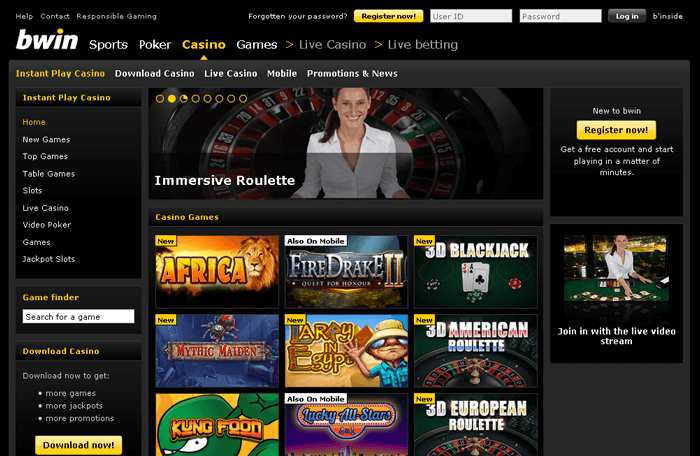 Help Contact Responsible Gaming
Forgotten your password? Register now! User ID Password Log in b'inside
bwin Sports Poker Casino Games > Live Casino > Live betting
Instant Play Casino Download Casino Live Casino Mobile Promotions & News
Instant Play Casino
Home
New Games
Top Games
Table Games
Slots
Live Casino
Video Poker
Games
Jackpot Slots
Game finder
Search for a game
Download Casino
Download now to get:
• more games
• more jackpots
• more promotions
Download now!
Immersive Roulette
Casino Games
New
AFRICA
Also On Mobile
FIREDRAKE II
QUEST FOR HONOUR
New
3D BLACKJACK
New
MYTHIC MAIDEN
New
Arty in Egypt
New
3D AMERICAN
ROULETTE
KUNG FOOD
Also On Mobile
Lucky All-Stars
New
3D EUROPEAN
ROULETTE
New to bwin
Register now!
Get a free account and start
playing in a matter of
minutes.
Join in with the live video
stream